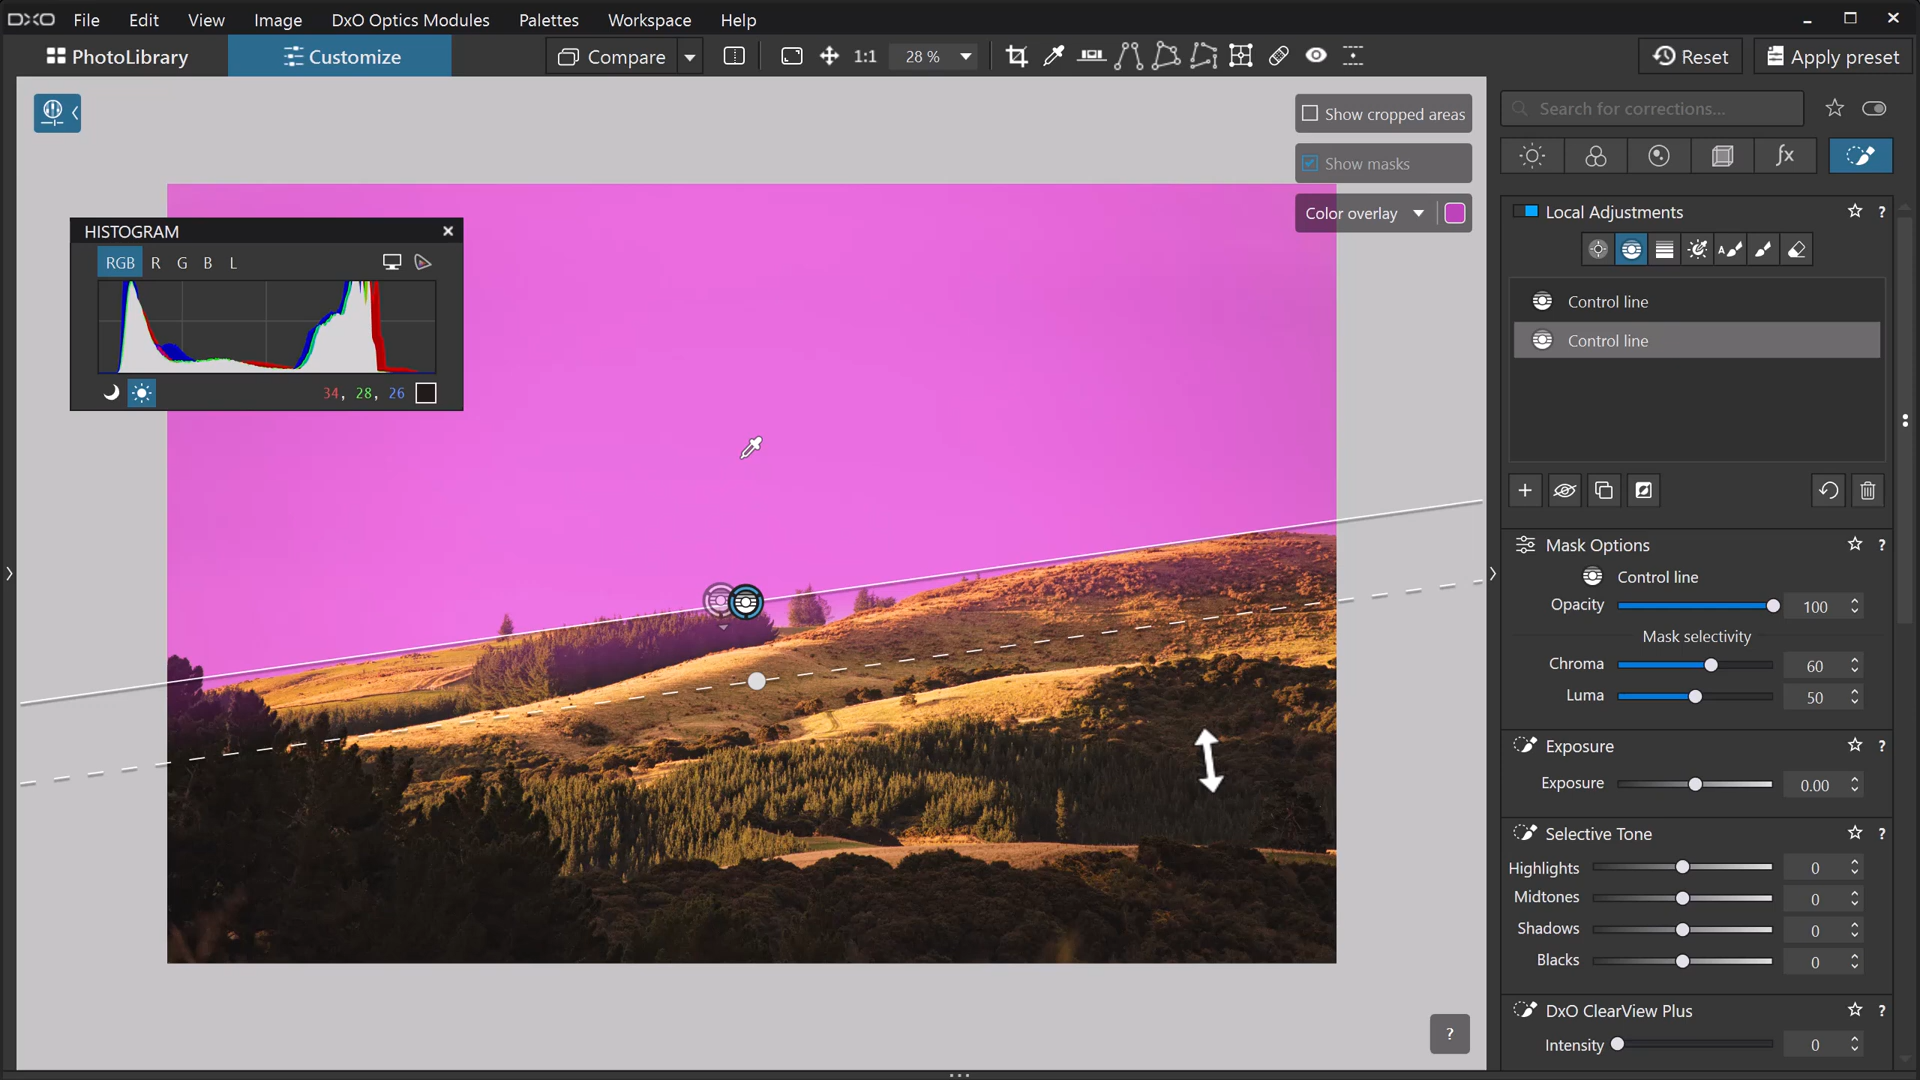 DXO File Edit View Image DxO Optics Modules Palettes Workspace Help
PhotoLibrary Customize Compare 1:1 28 % Reset Apply preset
Show cropped areas
Search for corrections...
Show masks
Color overlay
Local Adjustments ?
HISTOGRAM
RGB R G B L
A
Control line
Control line
34, 28, 26
Mask Options ?
Control line
Opacity 100
Mask selectivity
Chroma 60
Luma 50
Exposure ?
Exposure 0.00
Selective Tone ?
Highlights 0
Midtones 0
Shadows 0
Blacks 0
DxO ClearView Plus ?
Intensity 0
?